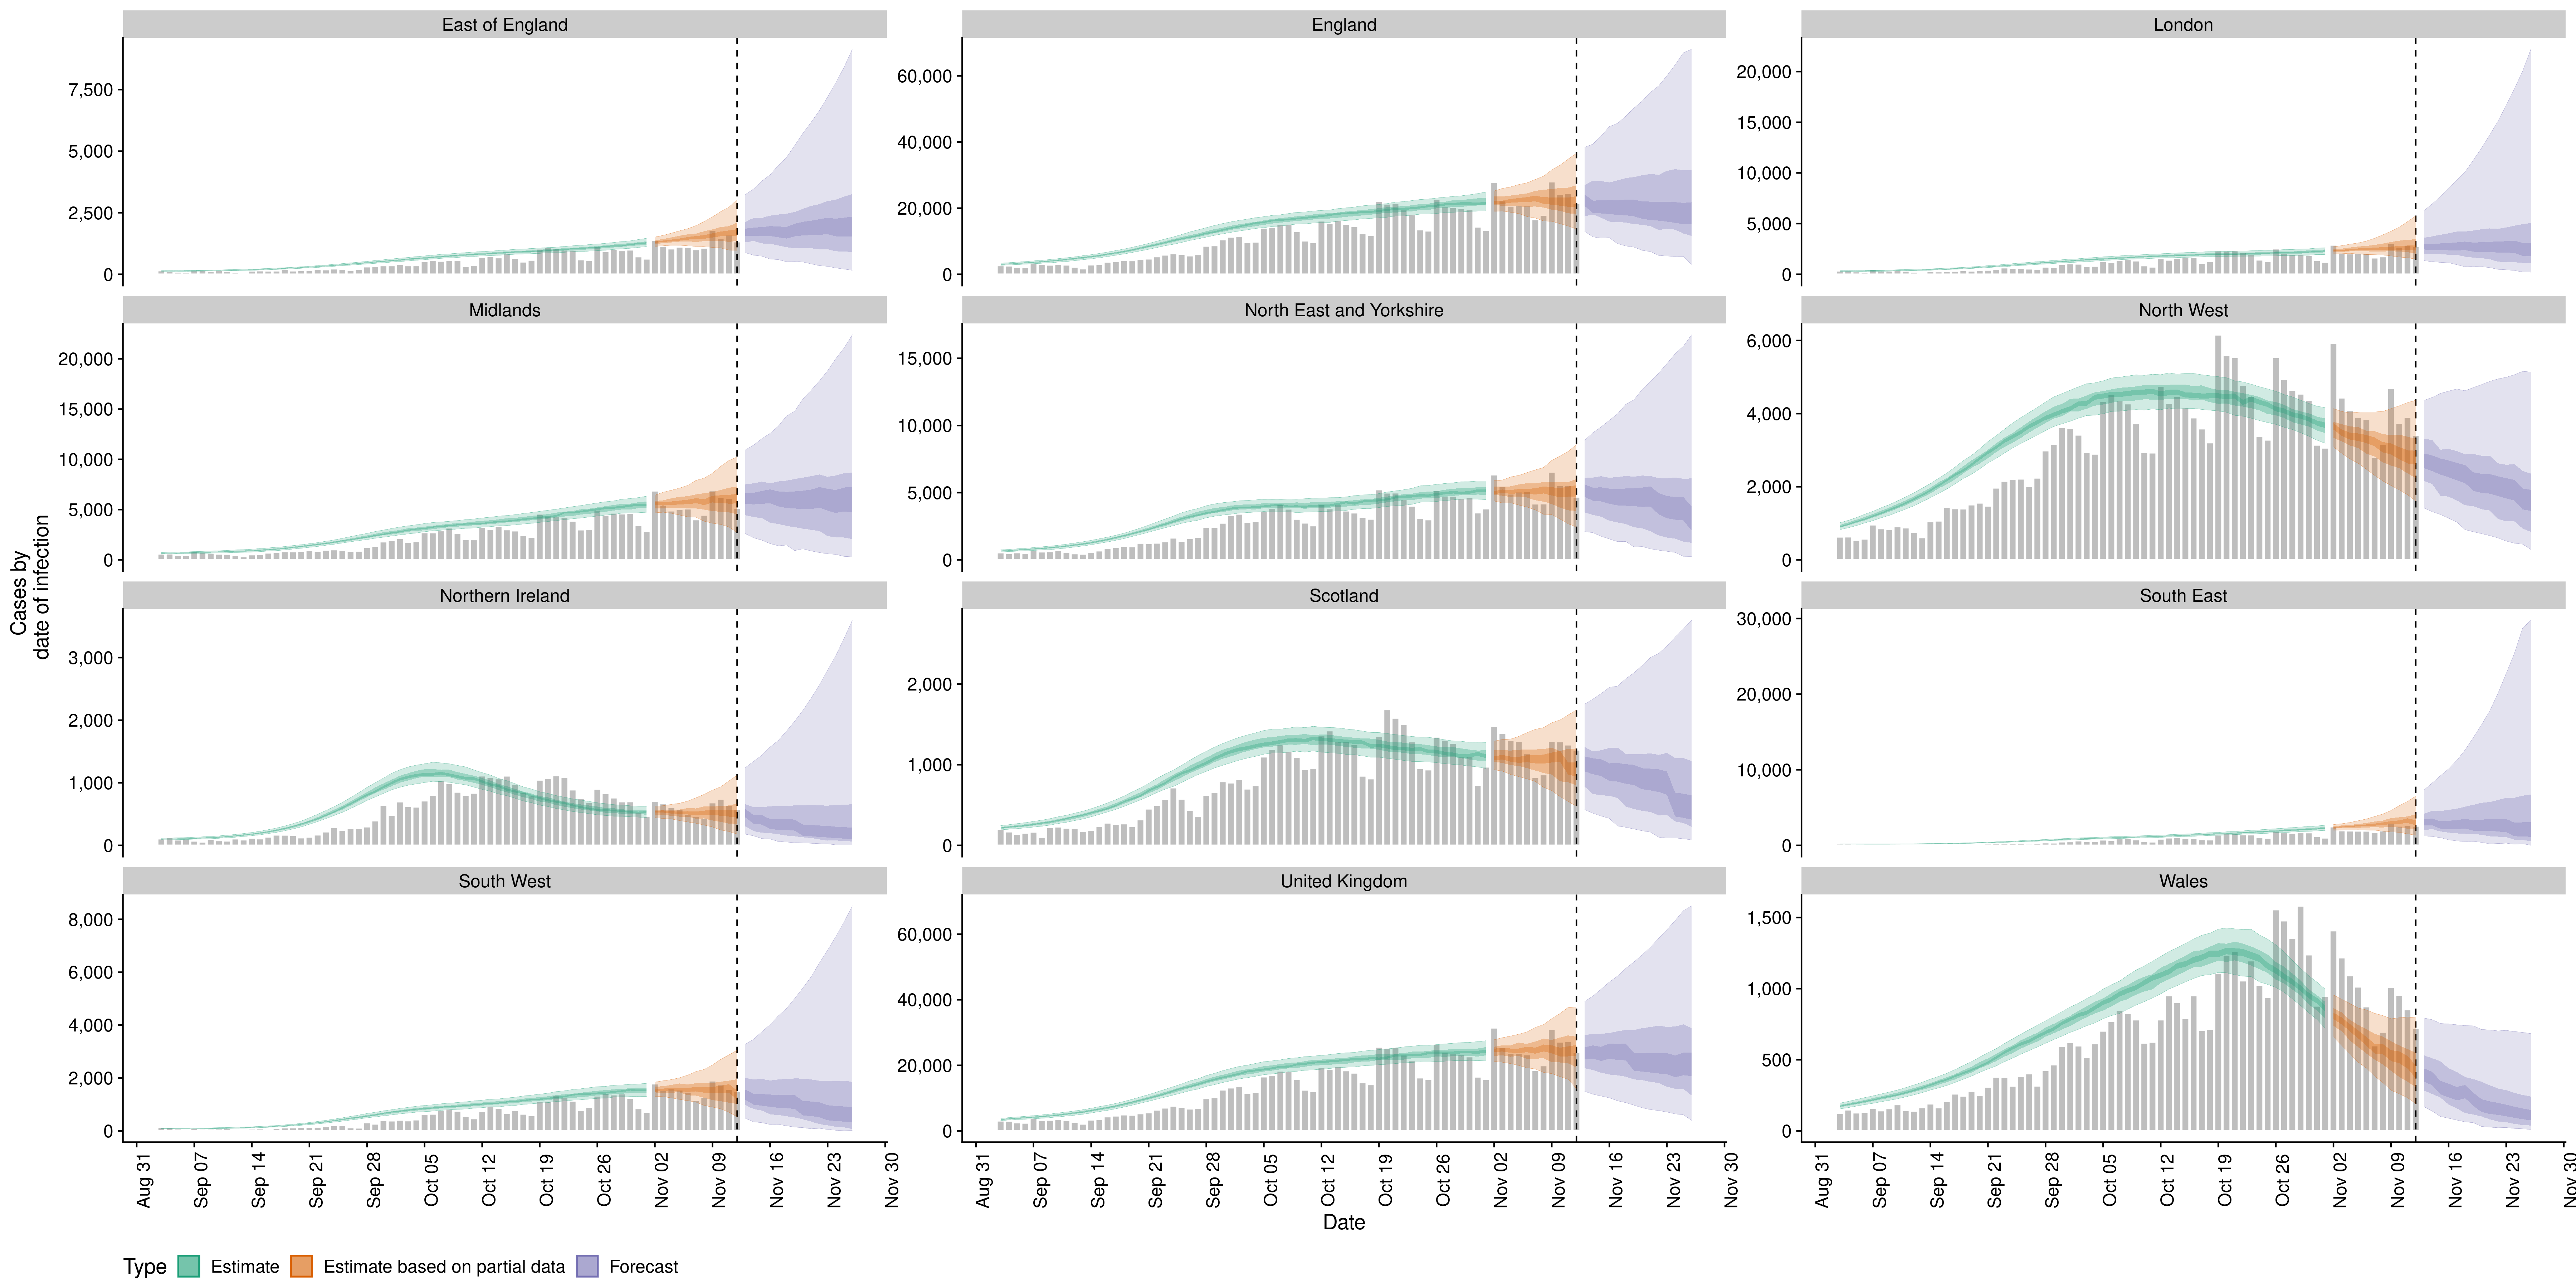 East of England
England
London
7,500
5,000
2,500
0
60,000
40,000
20,000
0
20,000
15,000
10,000
5,000
0
Midlands
North East and Yorkshire
North West
20,000
15,000
10,000
5,000
0
15,000
10,000
5,000
0
6,000
4,000
2,000
0
Cases by
date of infection
Northern Ireland
Scotland
South East
3,000
2,000
1,000
0
2,000
1,000
0
30,000
20,000
10,000
0
South West
United Kingdom
Wales
8,000
6,000
4,000
2,000
0
60,000
40,000
20,000
0
1,500
1,000
500
0
Aug 31 Sep 07 Sep 14 Sep 21 Sep 28 Oct 05 Oct 12 Oct 19 Oct 26 Nov 02 Nov 09 Nov 16 Nov 23 Nov 30
Aug 31 Sep 07 Sep 14 Sep 21 Sep 28 Oct 05 Oct 12 Oct 19 Oct 26 Nov 02 Nov 09 Nov 16 Nov 23 Nov 30
Aug 31 Sep 07 Sep 14 Sep 21 Sep 28 Oct 05 Oct 12 Oct 19 Oct 26 Nov 02 Nov 09 Nov 16 Nov 23 Nov 30
Date
Type Estimate Estimate based on partial data Forecast